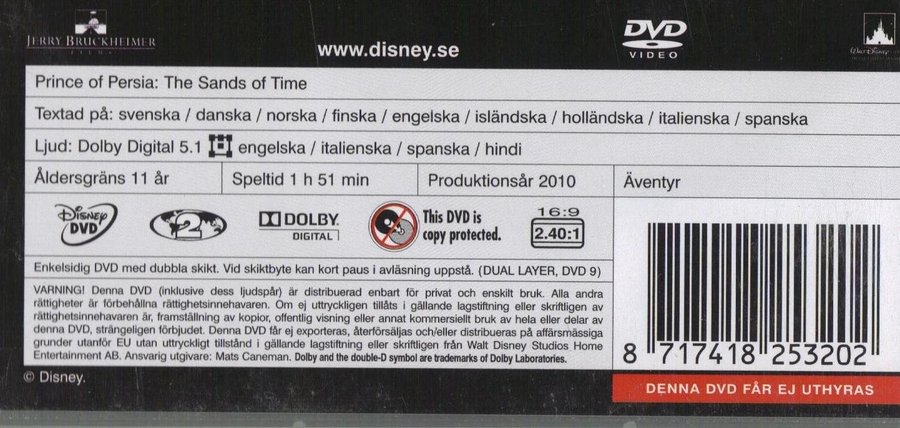 JERRY BRUCKHEIMER
FILMS
www.disney.se
DVD
VIDEO
Walt Disney
Prince of Persia: The Sands of Time
Textad på: svenska / danska / norska / finska / engelska / isländska / holländska / italienska / spanska
Ljud: Dolby Digital 5.1 engelska / italienska / spanska / hindi
Åldersgräns 11 år
Speltid 1 h 51 min
Produktionsår 2010
Äventyr
Disney DVD
2
DOLBY DIGITAL
This DVD is
copy protected.
16:9
2.40:1
Enkelsidig DVD med dubbla skikt. Vid skiktbyte kan kort paus i avläsning uppstå. (DUAL LAYER, DVD 9)
VARNING! Denna DVD (inklusive dess ljudspår) är distribuerad enbart för privat och enskilt bruk. Alla andra
rättigheter är förbehållna rättighetsinnehavaren. Om ej uttryckligen tillåts i gällande lagstiftning eller skriftligen av
rättighetsinnehavaren är, framställning av kopior, offentlig visning eller annat kommersiellt bruk av hela eller delar av
denna DVD, strängeligen förbjudet. Denna DVD får ej exporteras, återförsäljas och/eller distribueras på affärsmässiga
grunder utanför EU utan uttryckligt tillstånd i gällande lagstiftning eller skriftligen från Walt Disney Studios Home
Entertainment AB. Ansvarig utgivare: Mats Caneman. Dolby and the double-D symbol are trademarks of Dolby Laboratories.
8 717418 253202
© Disney.
DENNA DVD FÅR EJ UTHYRAS